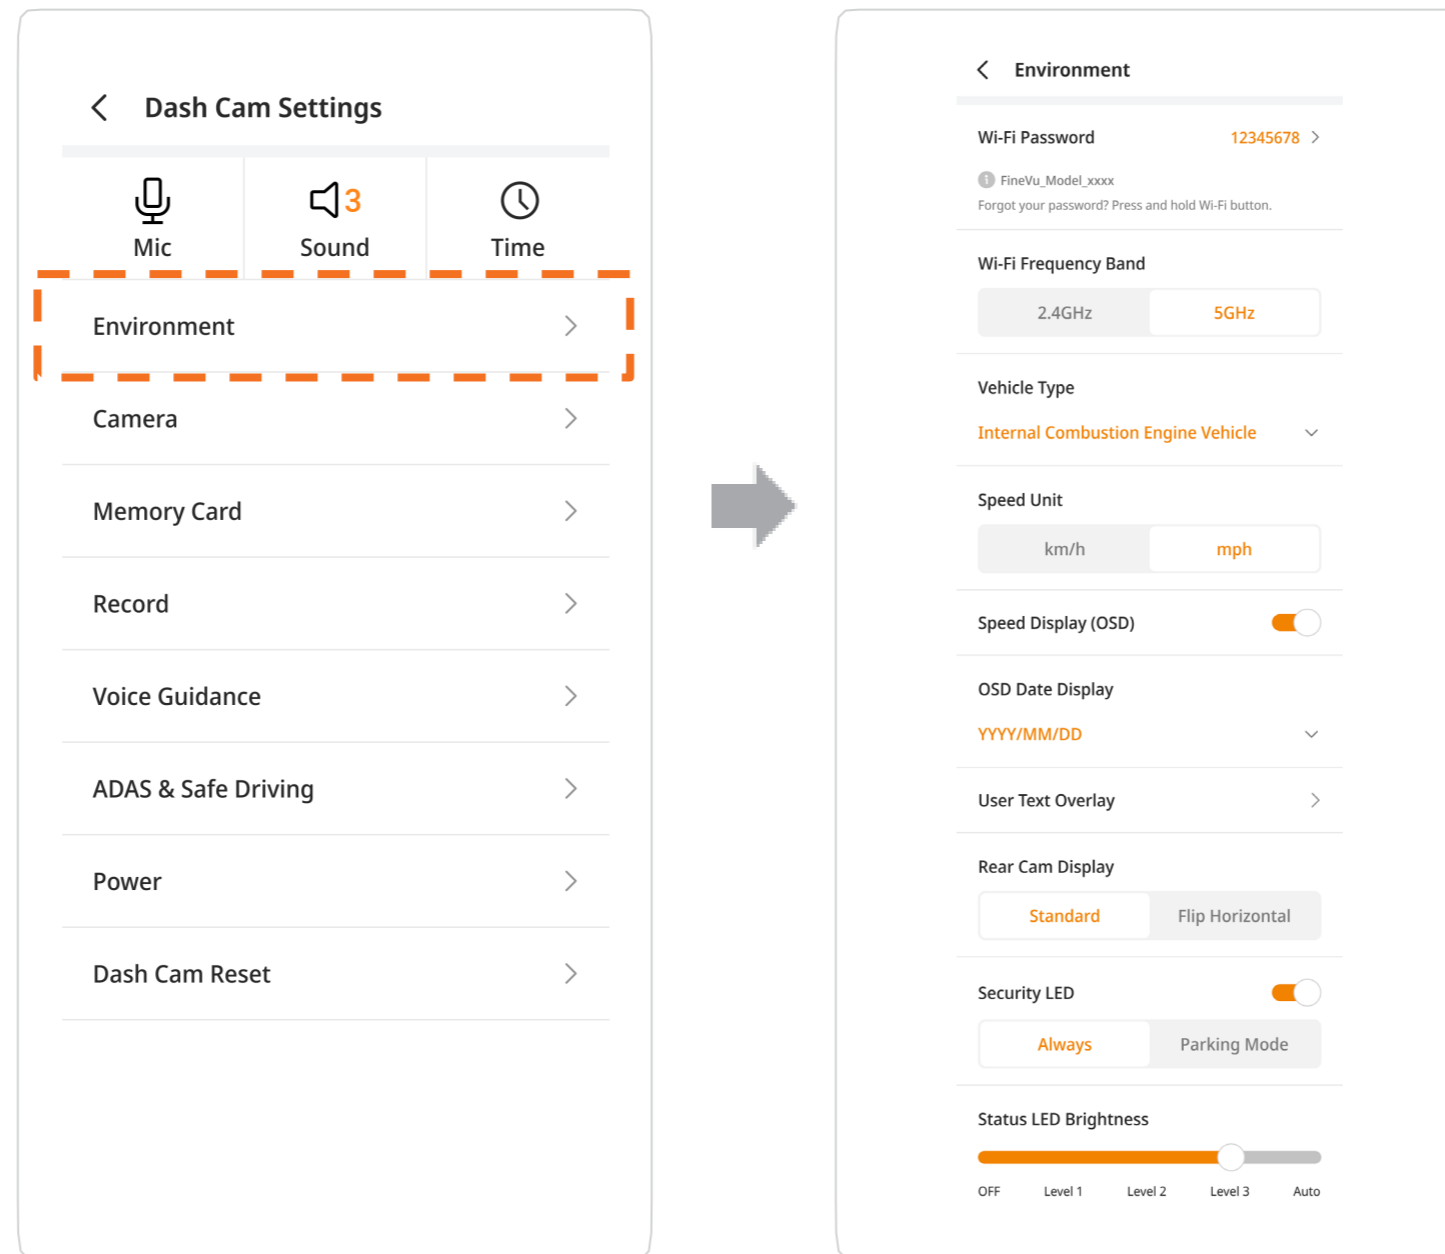 Dash Cam Settings
Mic
3
Sound
Time
Environment
Camera
Memory Card
Record
Voice Guidance
ADAS & Safe Driving
Power
Dash Cam Reset
Environment
Wi-Fi Password 12345678
FineVu_Model_xxxx
Forgot your password? Press and hold Wi-Fi button.
Wi-Fi Frequency Band
2.4GHz 5GHz
Vehicle Type
Internal Combustion Engine Vehicle
Speed Unit
km/h mph
Speed Display (OSD)
OSD Date Display
YYYY/MM/DD
User Text Overlay
Rear Cam Display
Standard Flip Horizontal
Security LED
Always Parking Mode
Status LED Brightness
OFF Level 1 Level 2 Level 3 Auto